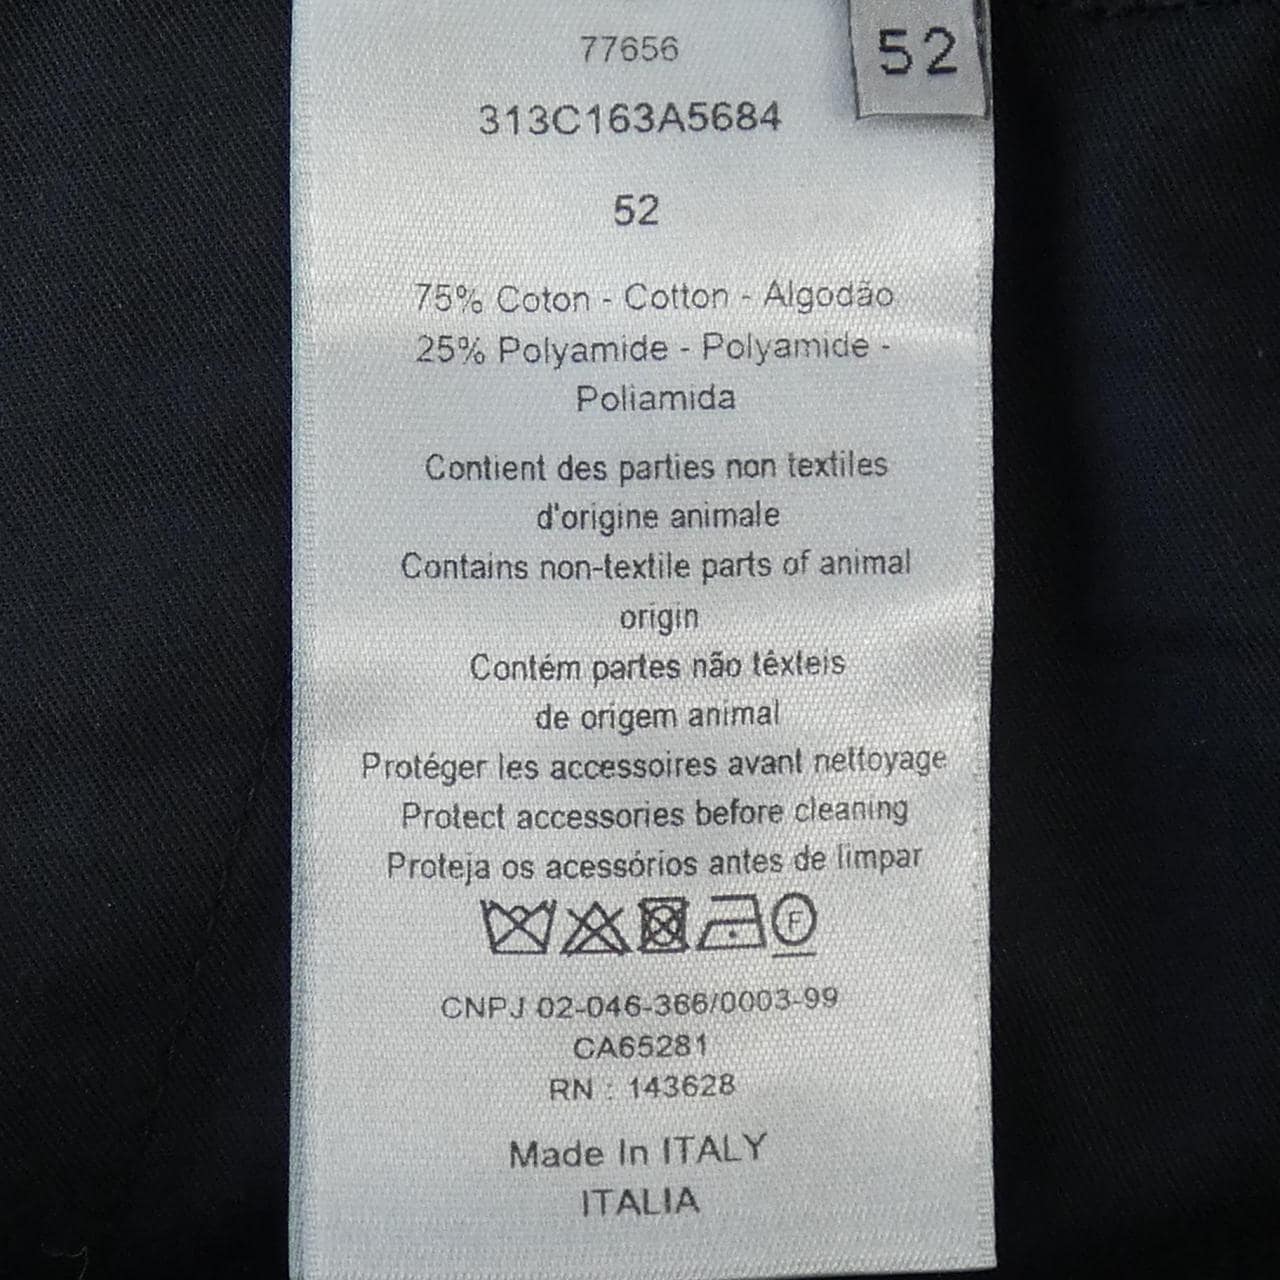 77656
52
313C163A5684
52
75% Coton - Cotton - Algodão
25% Polyamide - Polyamide -
Poliamida
Contient des parties non textiles
d'origine animale
Contains non-textile parts of animal
origin
Contém partes não têxteis
de origem animal
Protéger les accessoires avant nettoyage
Protect accessories before cleaning
Proteja os acessórios antes de limpar
F
CNPJ 02-046-366/0003-99
CA65281
RN : 143628
Made In ITALY
ITALIA